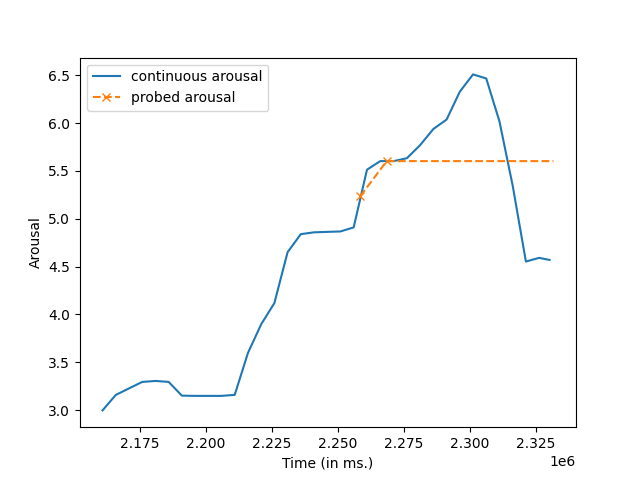 6.5
6.0
5.5
5.0
4.5
4.0
3.5
3.0
Arousal
continuous arousal
probed arousal
2.175 2.200 2.225 2.250 2.275 2.300 2.325
1e6
Time (in ms.)